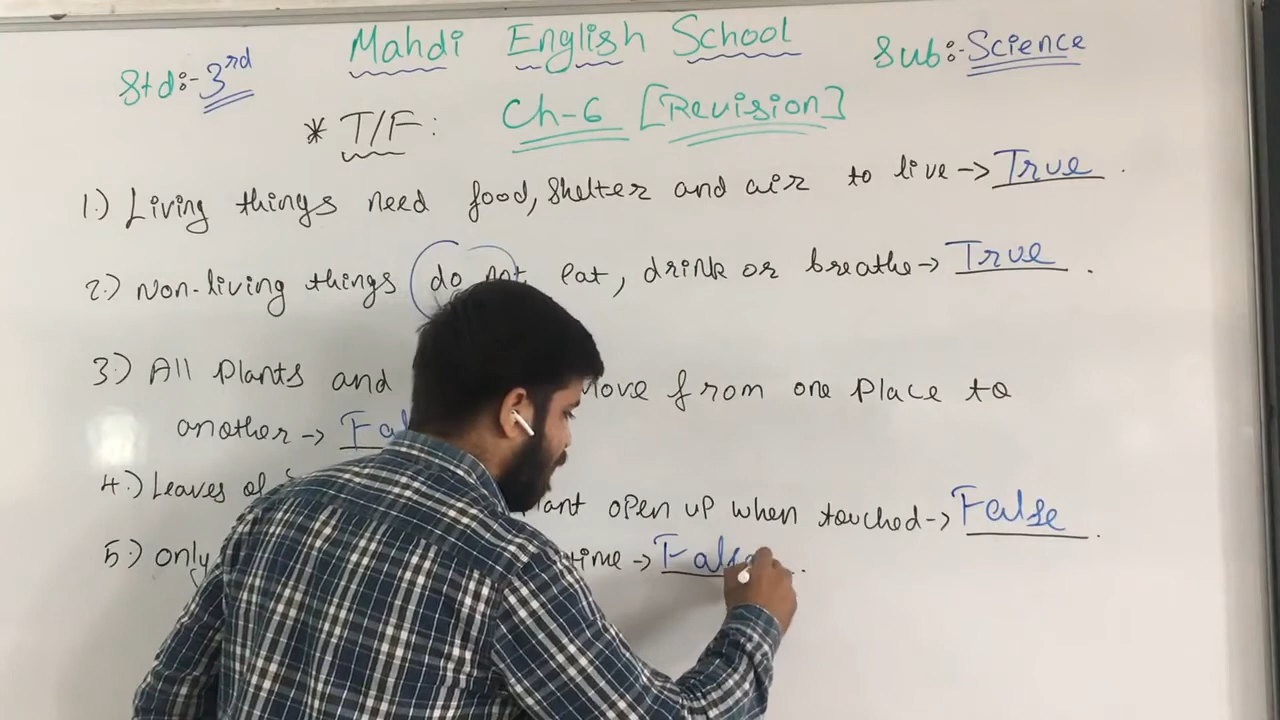 Mahdi English School
Std:- 3rd
Sub:- Science
Ch-6 [Revision]
* T/F:
1.) Living things need food, shelter and air to live -> True.
2.) Non-living things do not eat, drink or breathe -> True.
3.) All Plants and move from one Place to
another -> Fal
4.) Leaves of Plant open up when touched -> False.
5.) Only time -> False.